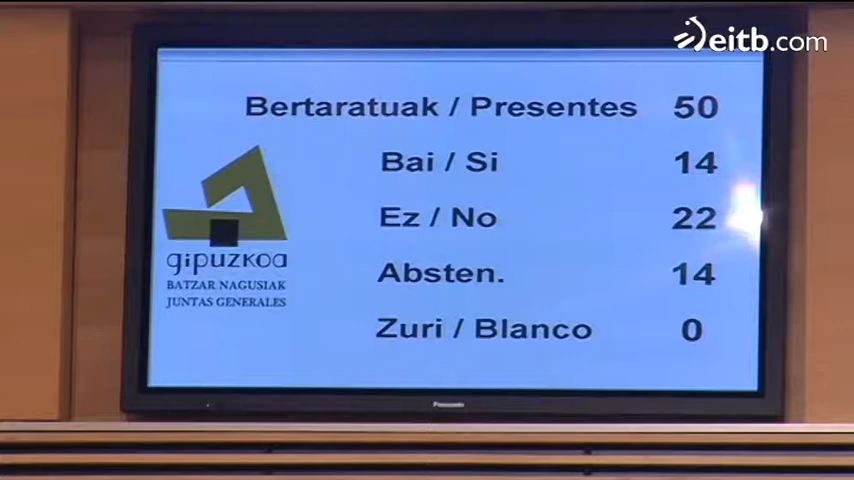 eitb.com
Bertaratuak / Presentes 50
Bai / Si 14
Ez / No 22
Absten. 14
Zuri / Blanco 0
gipuzkoa
BATZAR NAGUSIAK
JUNTAS GENERALES
Panasonic